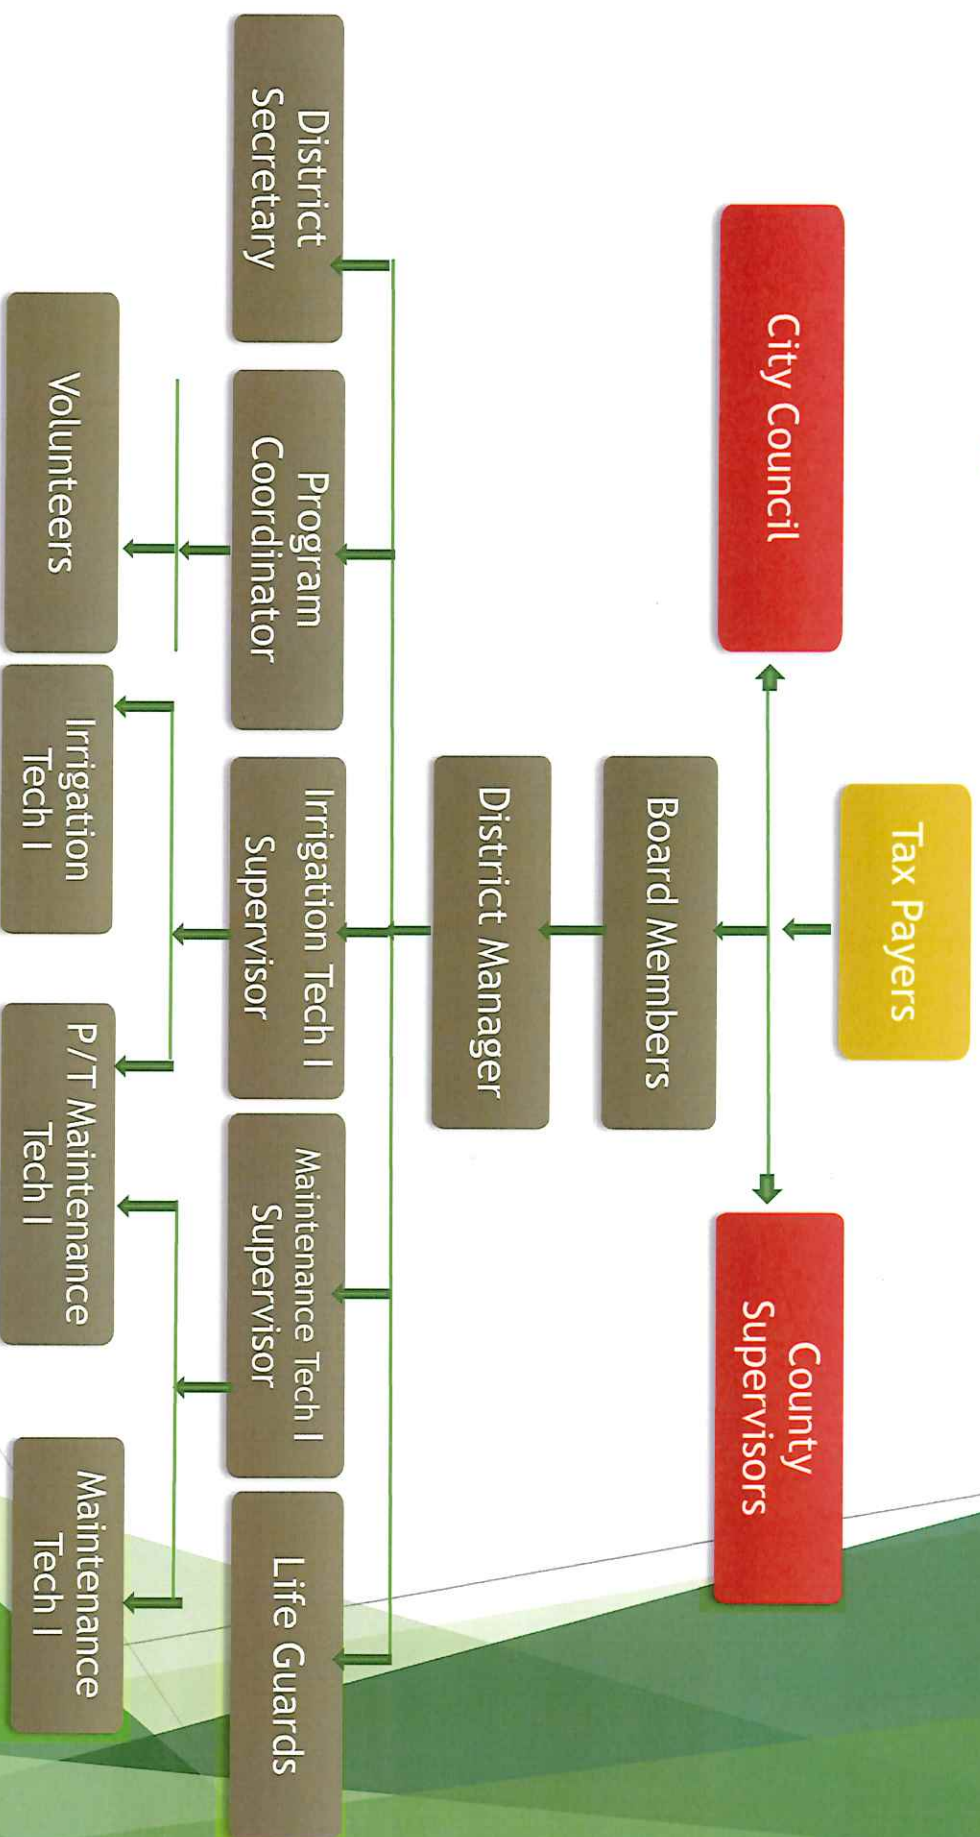 Tax Payers
City Council
County
Supervisors
Board Members
District Manager
District
Secretary
Program
Coordinator
Irrigation Tech I
Supervisor
Maintenance Tech I
Supervisor
Life Guards
Volunteers
Irrigation
Tech I
P/T Maintenance
Tech I
Maintenance
Tech I